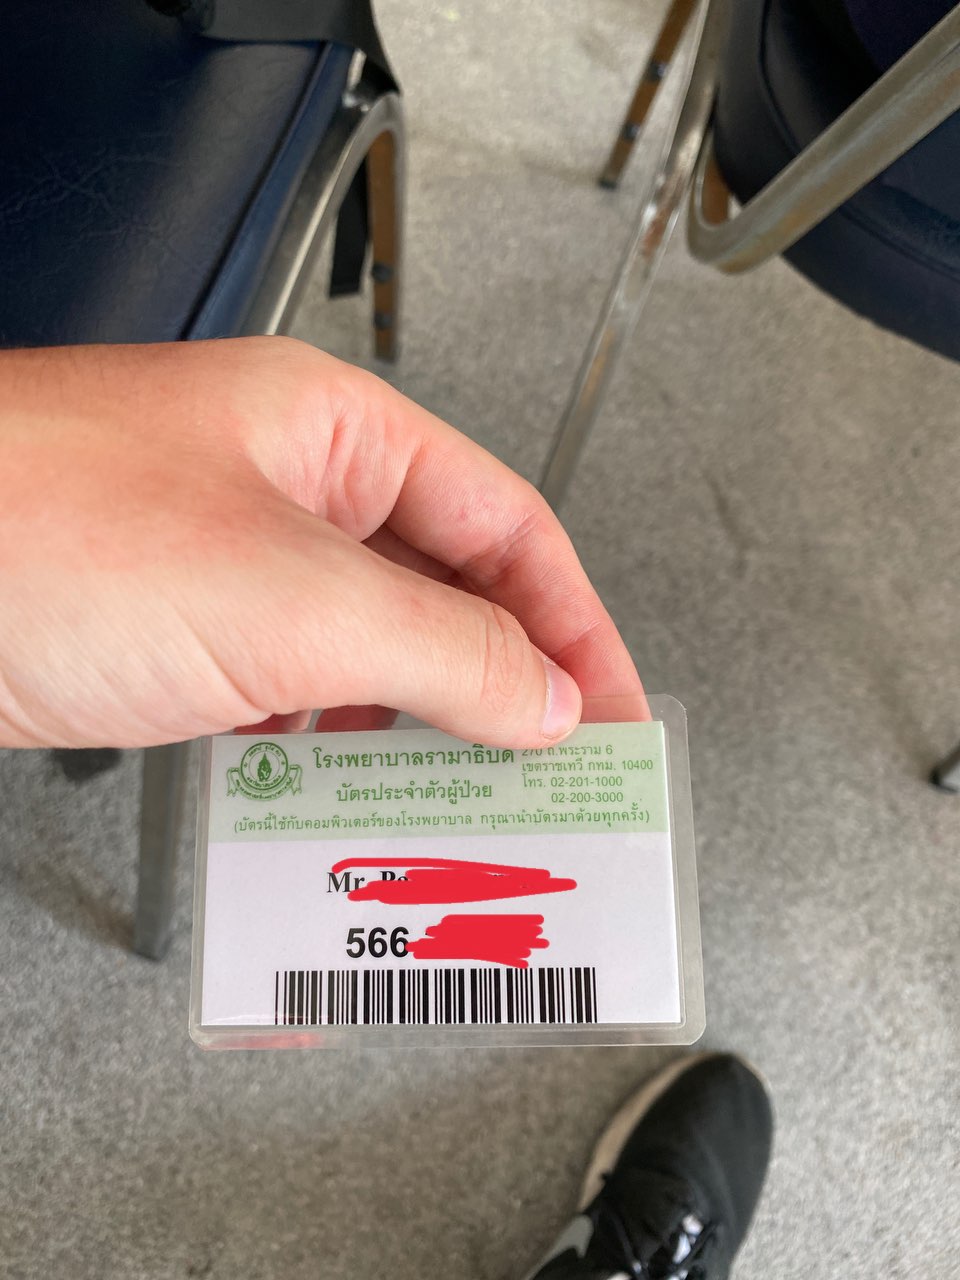 โรงพยาบาลรามาธิบดี
บัตรประจำตัวผู้ป่วย
270 ถ.พระราม 6
เขตราชเทวี กทม. 10400
โทร. 02-201-1000
02-200-3000
(บัตรนี้ใช้กับคอมพิวเตอร์ของโรงพยาบาล กรุณานำบัตรมาด้วยทุกครั้ง)
Mr.
566